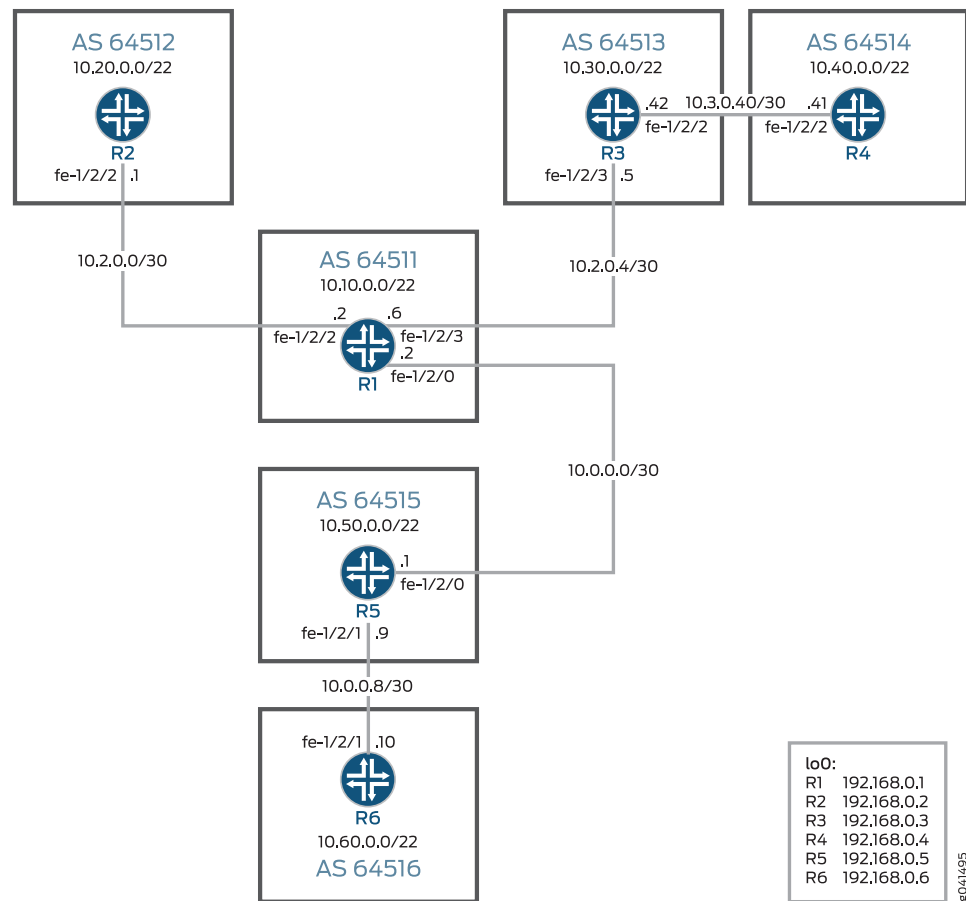 AS 64512
10.20.0.0/22
R2
fe-1/2/2 .1
AS 64513
10.30.0.0/22
.42
fe-1/2/2
R3
fe-1/2/3 .5
10.3.0.40/30
AS 64514
10.40.0.0/22
.41
fe-1/2/2
R4
10.2.0.0/30
10.2.0.4/30
AS 64511
10.10.0.0/22
.2
.6
fe-1/2/2
fe-1/2/3
.2
fe-1/2/0
R1
10.0.0.0/30
AS 64515
10.50.0.0/22
.1
fe-1/2/0
R5
fe-1/2/1 .9
10.0.0.8/30
fe-1/2/1 .10
R6
10.60.0.0/22
AS 64516
lo0:
R1 192.168.0.1
R2 192.168.0.2
R3 192.168.0.3
R4 192.168.0.4
R5 192.168.0.5
R6 192.168.0.6
g041495